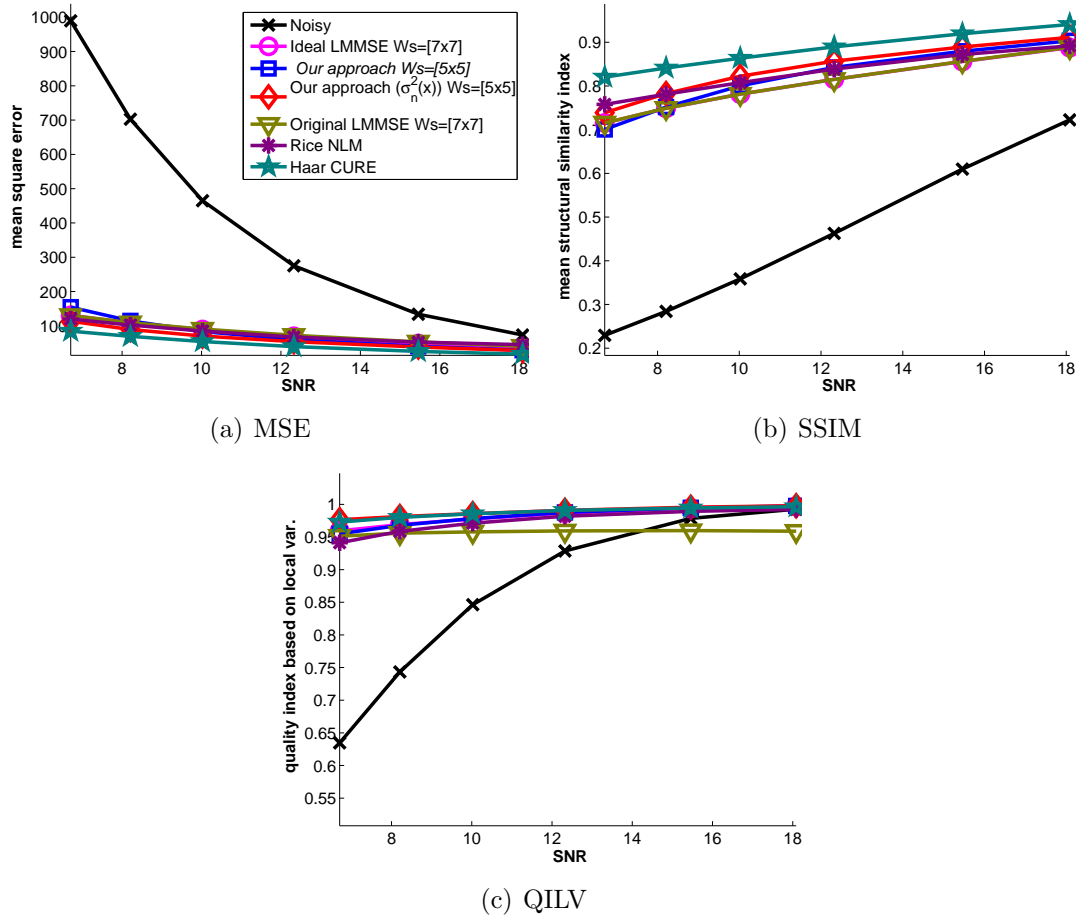 1000
900
800
700
600
500
400
300
200
100
8
10
12
14
16
18
SNR
mean square error
Noisy
Ideal LMMSE Ws=[7x7]
Our approach Ws=[5x5]
Our approach (σ²ₙ(x)) Ws=[5x5]
Original LMMSE Ws=[7x7]
Rice NLM
Haar CURE
(a) MSE
0.9
0.8
0.7
0.6
0.5
0.4
0.3
0.2
8
10
12
14
16
18
SNR
mean structural similarity index
(b) SSIM
1
0.95
0.9
0.85
0.8
0.75
0.7
0.65
0.6
0.55
8
10
12
14
16
18
SNR
quality index based on local var.
(c) QILV